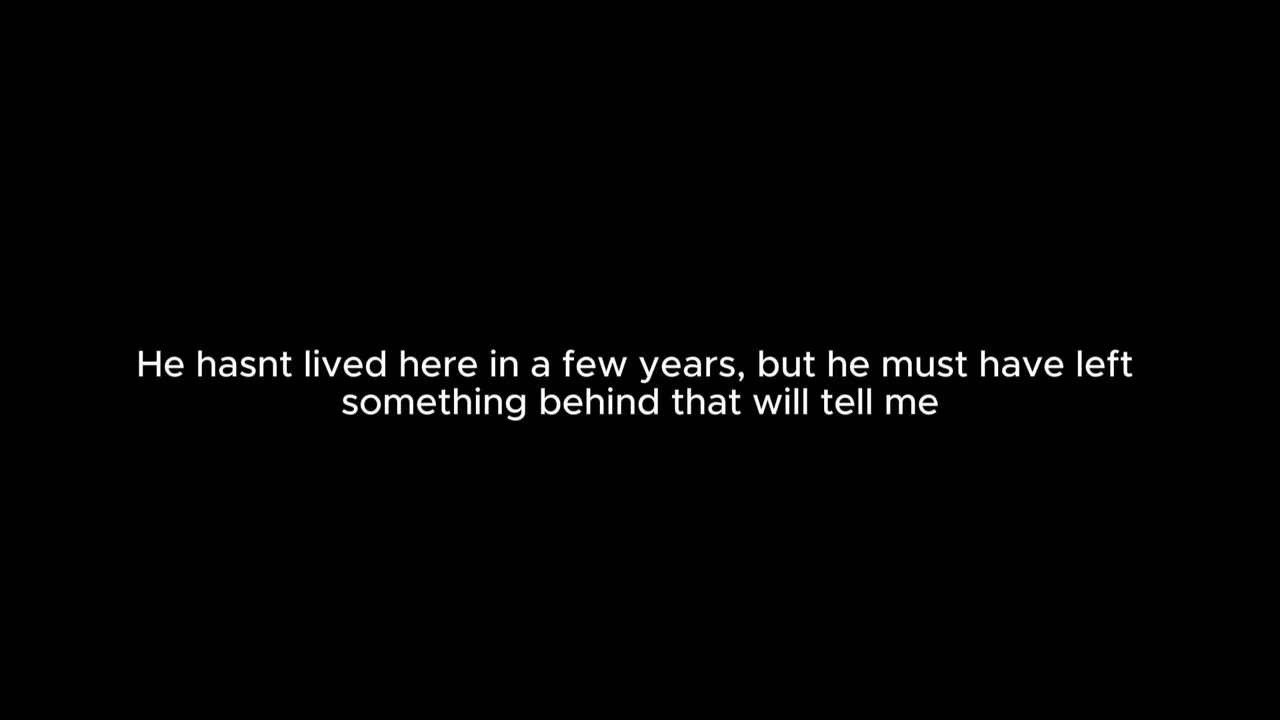 He hasnt lived here in a few years, but he must have left
something behind that will tell me